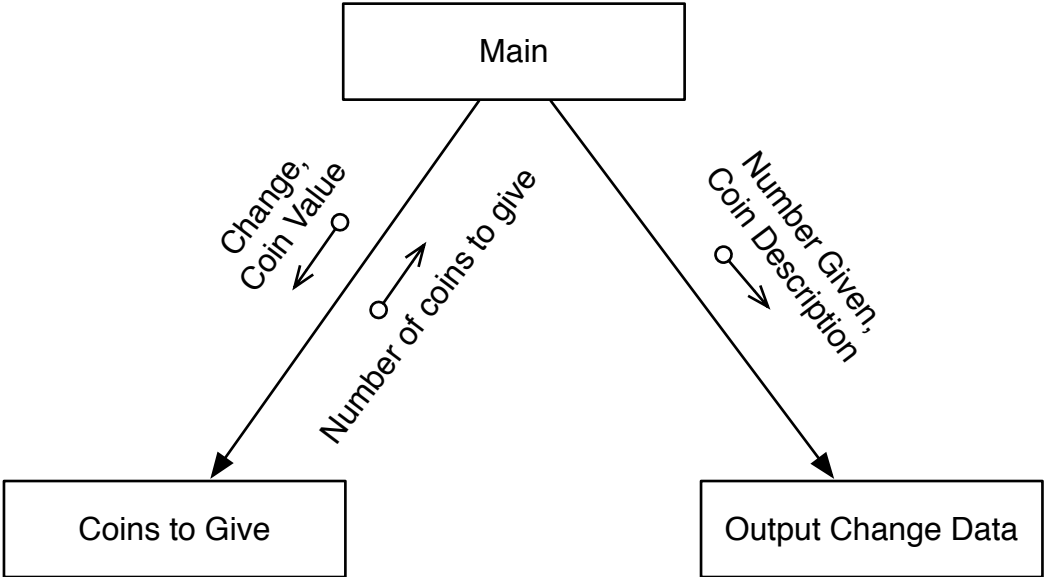 Main
Change,
Coin Value
Number of coins to give
Number Given,
Coin Description
Coins to Give
Output Change Data